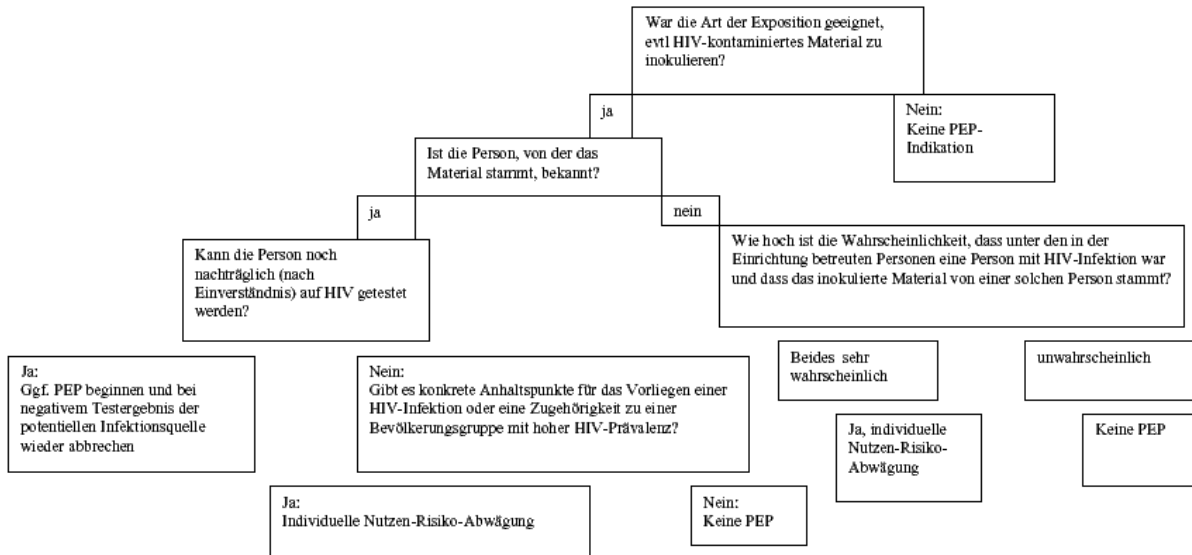 War die Art der Exposition geeignet,
evtl HIV-kontaminiertes Material zu
inokulieren?
ja
Nein:
Keine PEP-
Indikation
Ist die Person, von der das
Material stammt, bekannt?
ja
nein
Kann die Person noch
nachträglich (nach
Einverständnis) auf HIV getestet
werden?
Wie hoch ist die Wahrscheinlichkeit, dass unter den in der
Einrichtung betreuten Personen eine Person mit HIV-Infektion war
und dass das inokulierte Material von einer solchen Person stammt?
Ja:
Ggf. PEP beginnen und bei
negativem Testergebnis der
potentiellen Infektionsquelle
wieder abbrechen
Nein:
Gibt es konkrete Anhaltspunkte für das Vorliegen einer
HIV-Infektion oder eine Zugehörigkeit zu einer
Bevölkerungsgruppe mit hoher HIV-Prävalenz?
Beides sehr
wahrscheinlich
unwahrscheinlich
Ja, individuelle
Nutzen-Risiko-
Abwägung
Keine PEP
Ja:
Individuelle Nutzen-Risiko-Abwägung
Nein:
Keine PEP